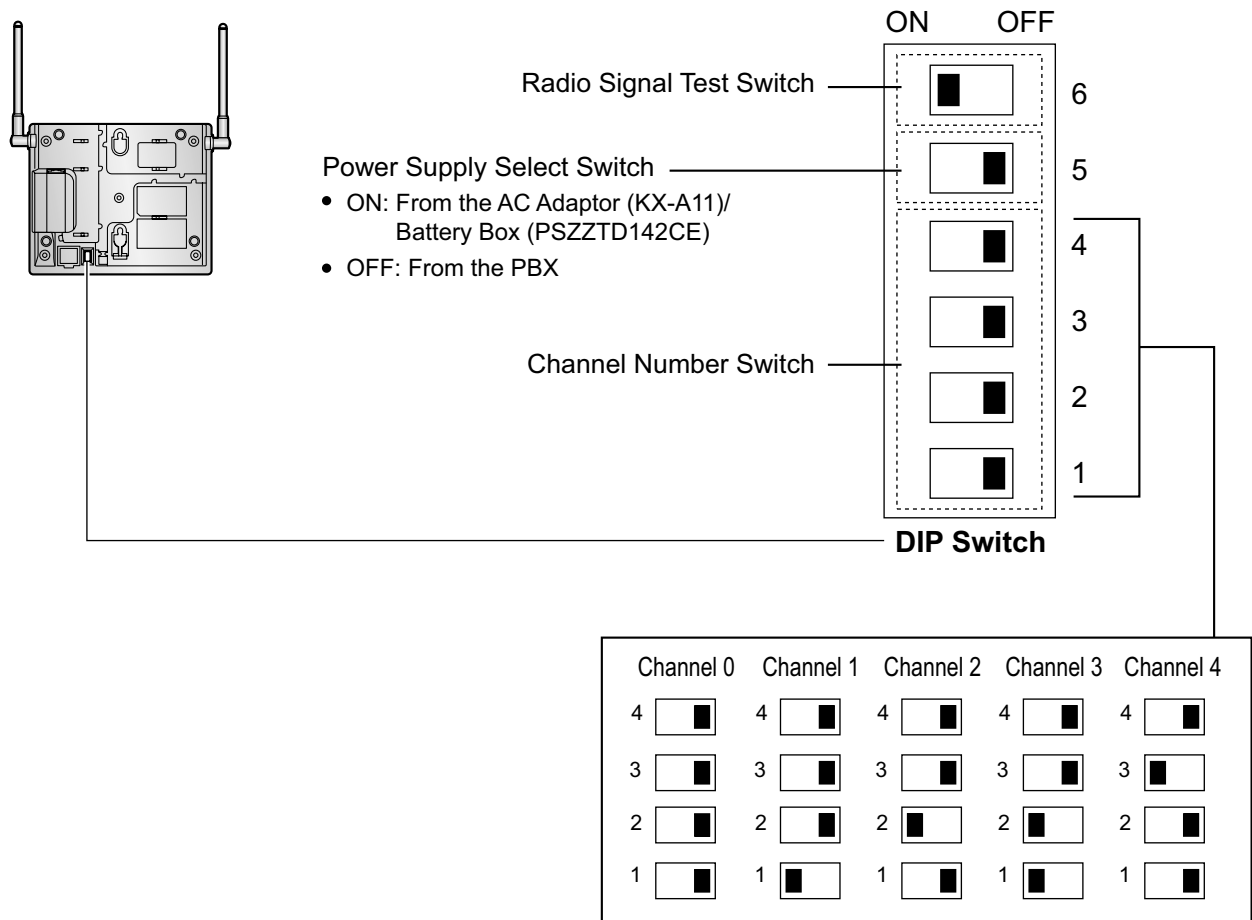 ON OFF
Radio Signal Test Switch
6
Power Supply Select Switch
5
• ON: From the AC Adaptor (KX-A11)/
Battery Box (PSZZTD142CE)
• OFF: From the PBX
4
3
Channel Number Switch
2
1
DIP Switch
Channel 0 Channel 1 Channel 2 Channel 3 Channel 4
4 4 4 4 4
3 3 3 3 3
2 2 2 2 2
1 1 1 1 1